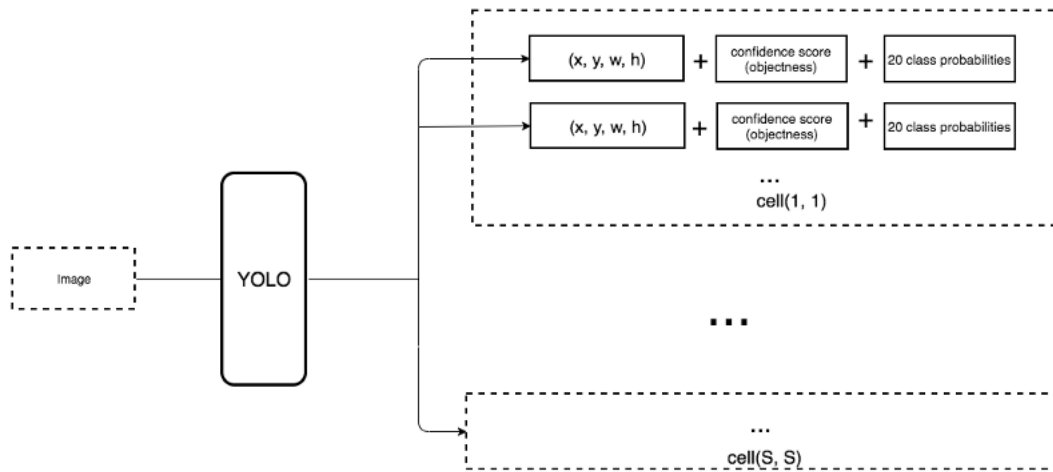 (x, y, w, h) + confidence score (objectness) + 20 class probabilities
(x, y, w, h) + confidence score (objectness) + 20 class probabilities
...
cell(1, 1)
Image
YOLO
...
...
cell(S, S)